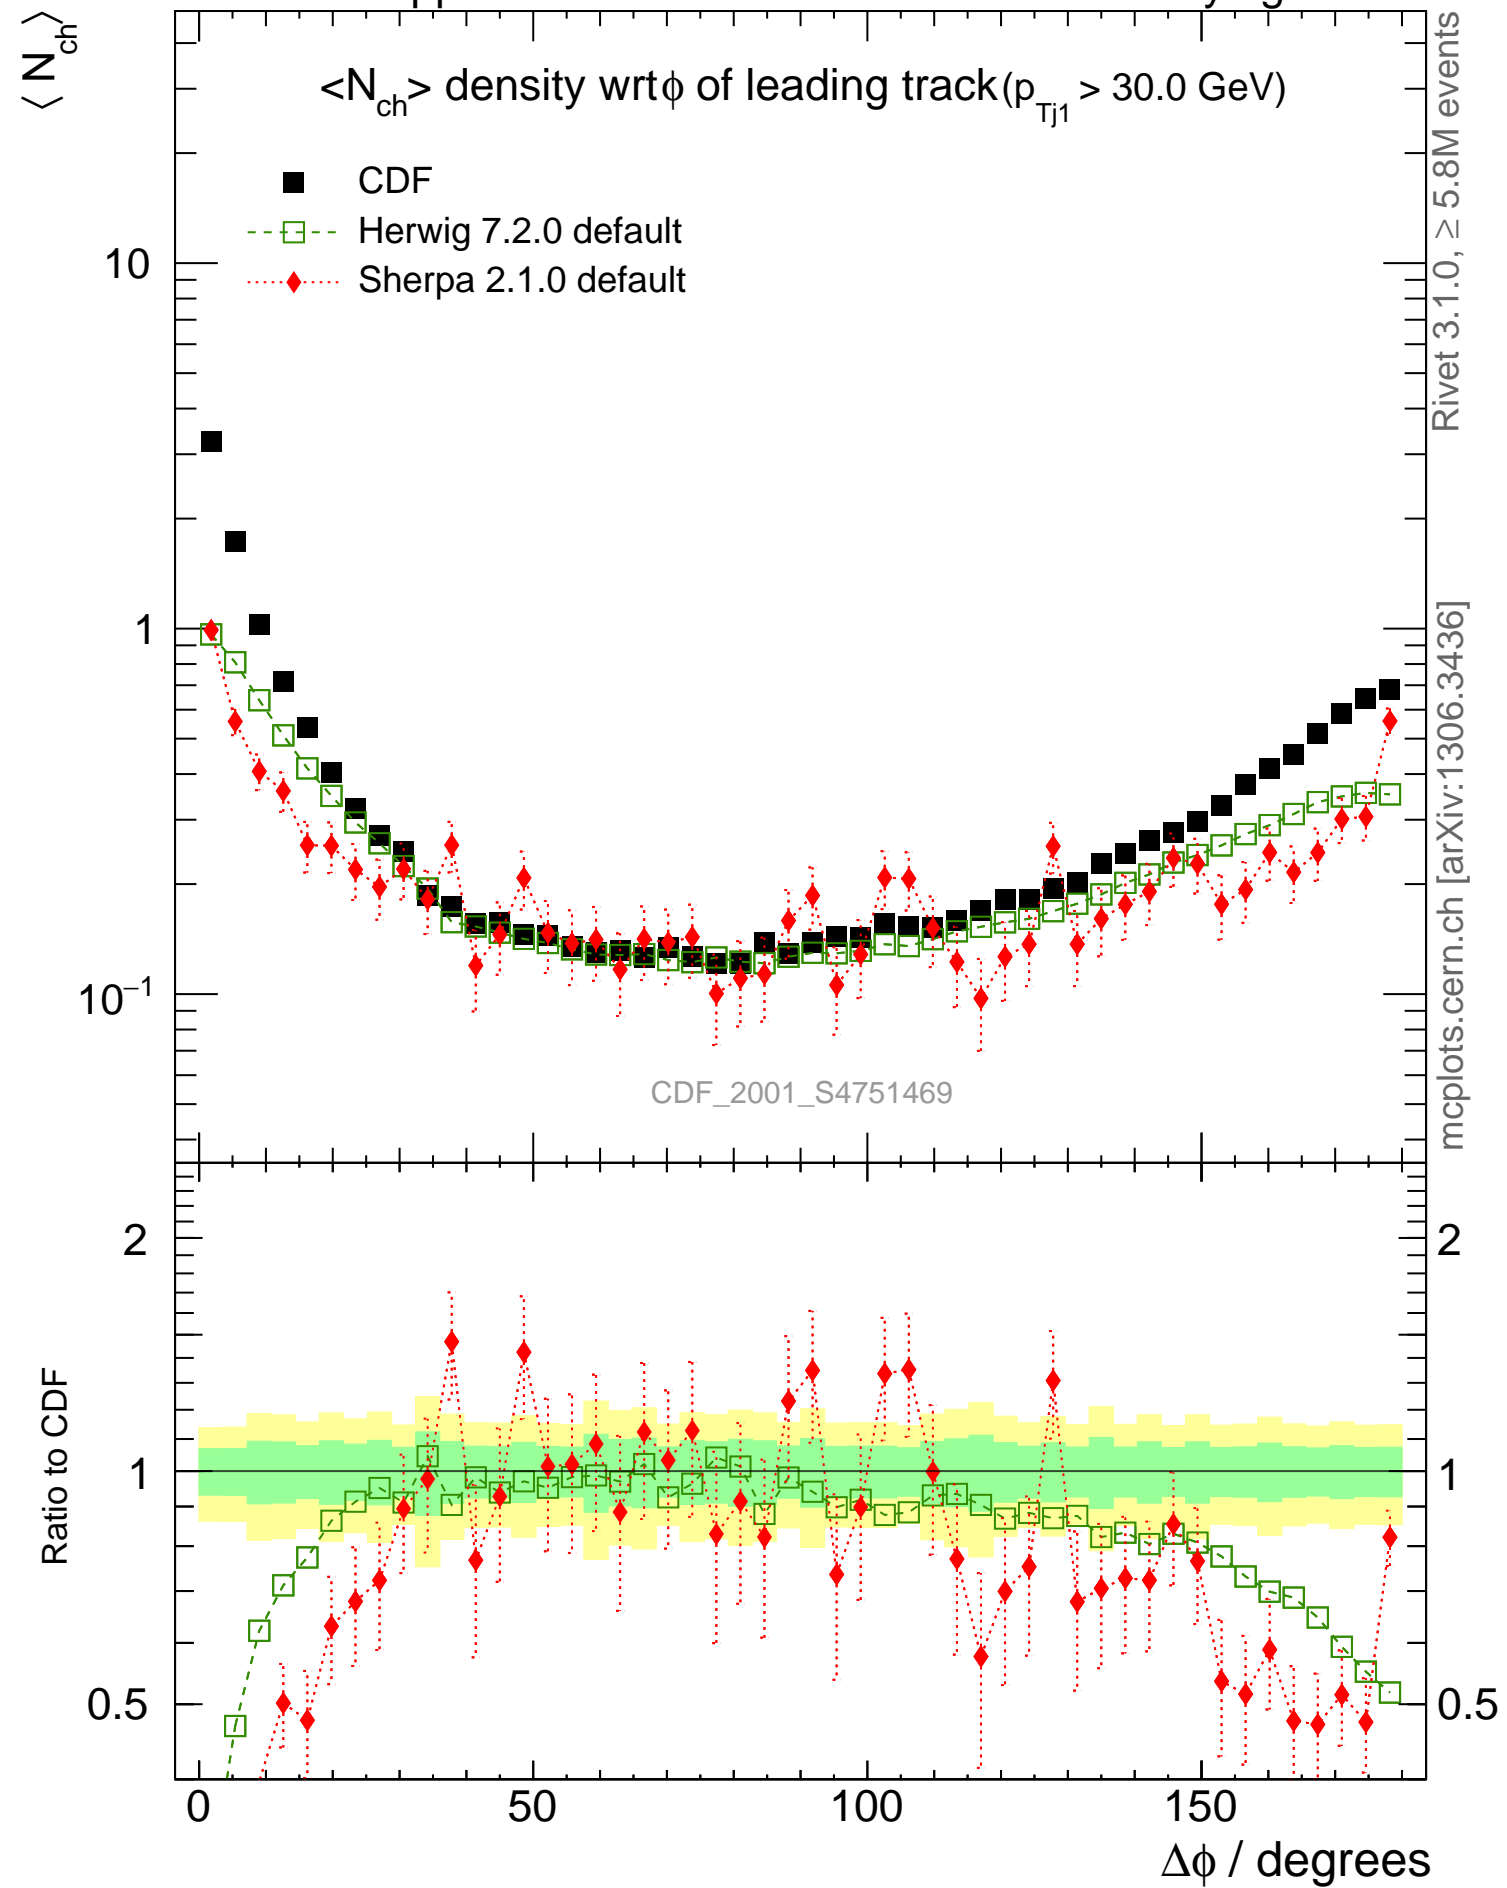 ⟨ N_ch ⟩
<N_ch> density wrt ϕ of leading track (p_Tj1 > 30.0 GeV)
CDF
Herwig 7.2.0 default
Sherpa 2.1.0 default
10
1
10⁻¹
CDF_2001_S4751469
Rivet 3.1.0, ≥ 5.8M events
mcplots.cern.ch [arXiv:1306.3436]
Ratio to CDF
2
1
0.5
2
1
0.5
0 50 100 150
Δϕ / degrees